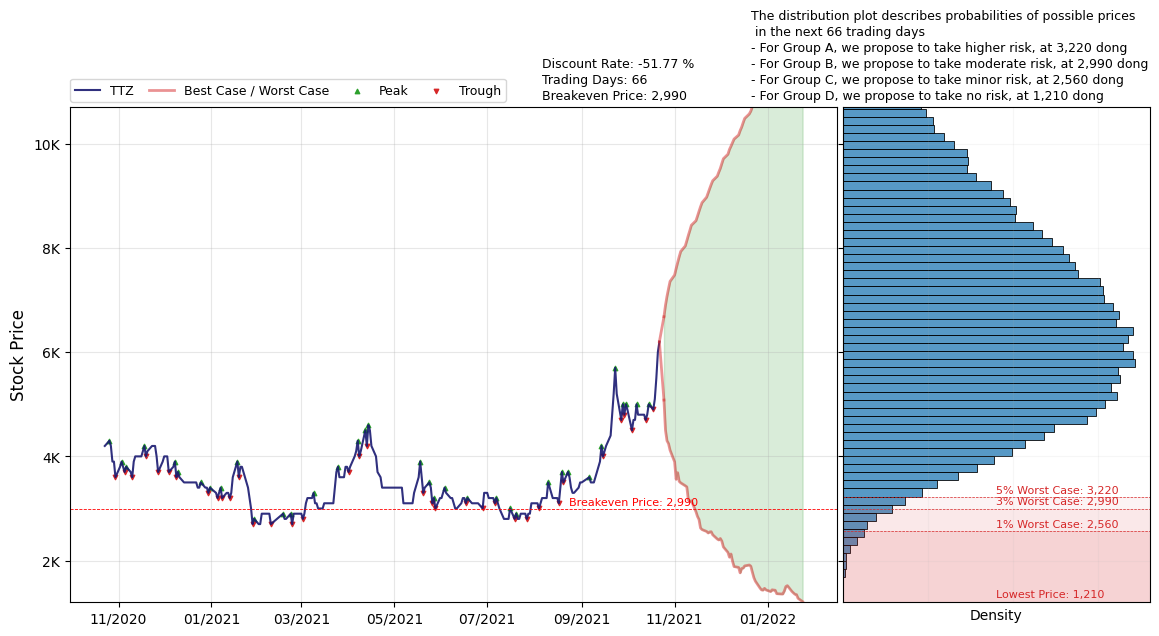 The distribution plot describes probabilities of possible prices
in the next 66 trading days
- For Group A, we propose to take higher risk, at 3,220 dong
- For Group B, we propose to take moderate risk, at 2,990 dong
- For Group C, we propose to take minor risk, at 2,560 dong
- For Group D, we propose to take no risk, at 1,210 dong
Discount Rate: -51.77 %
Trading Days: 66
Breakeven Price: 2,990
TTZ
Best Case / Worst Case
Peak
Trough
Stock Price
10K
8K
6K
4K
2K
Breakeven Price: 2,990
5% Worst Case: 3,220
3% Worst Case: 2,990
1% Worst Case: 2,560
Lowest Price: 1,210
11/2020
01/2021
03/2021
05/2021
07/2021
09/2021
11/2021
01/2022
Density